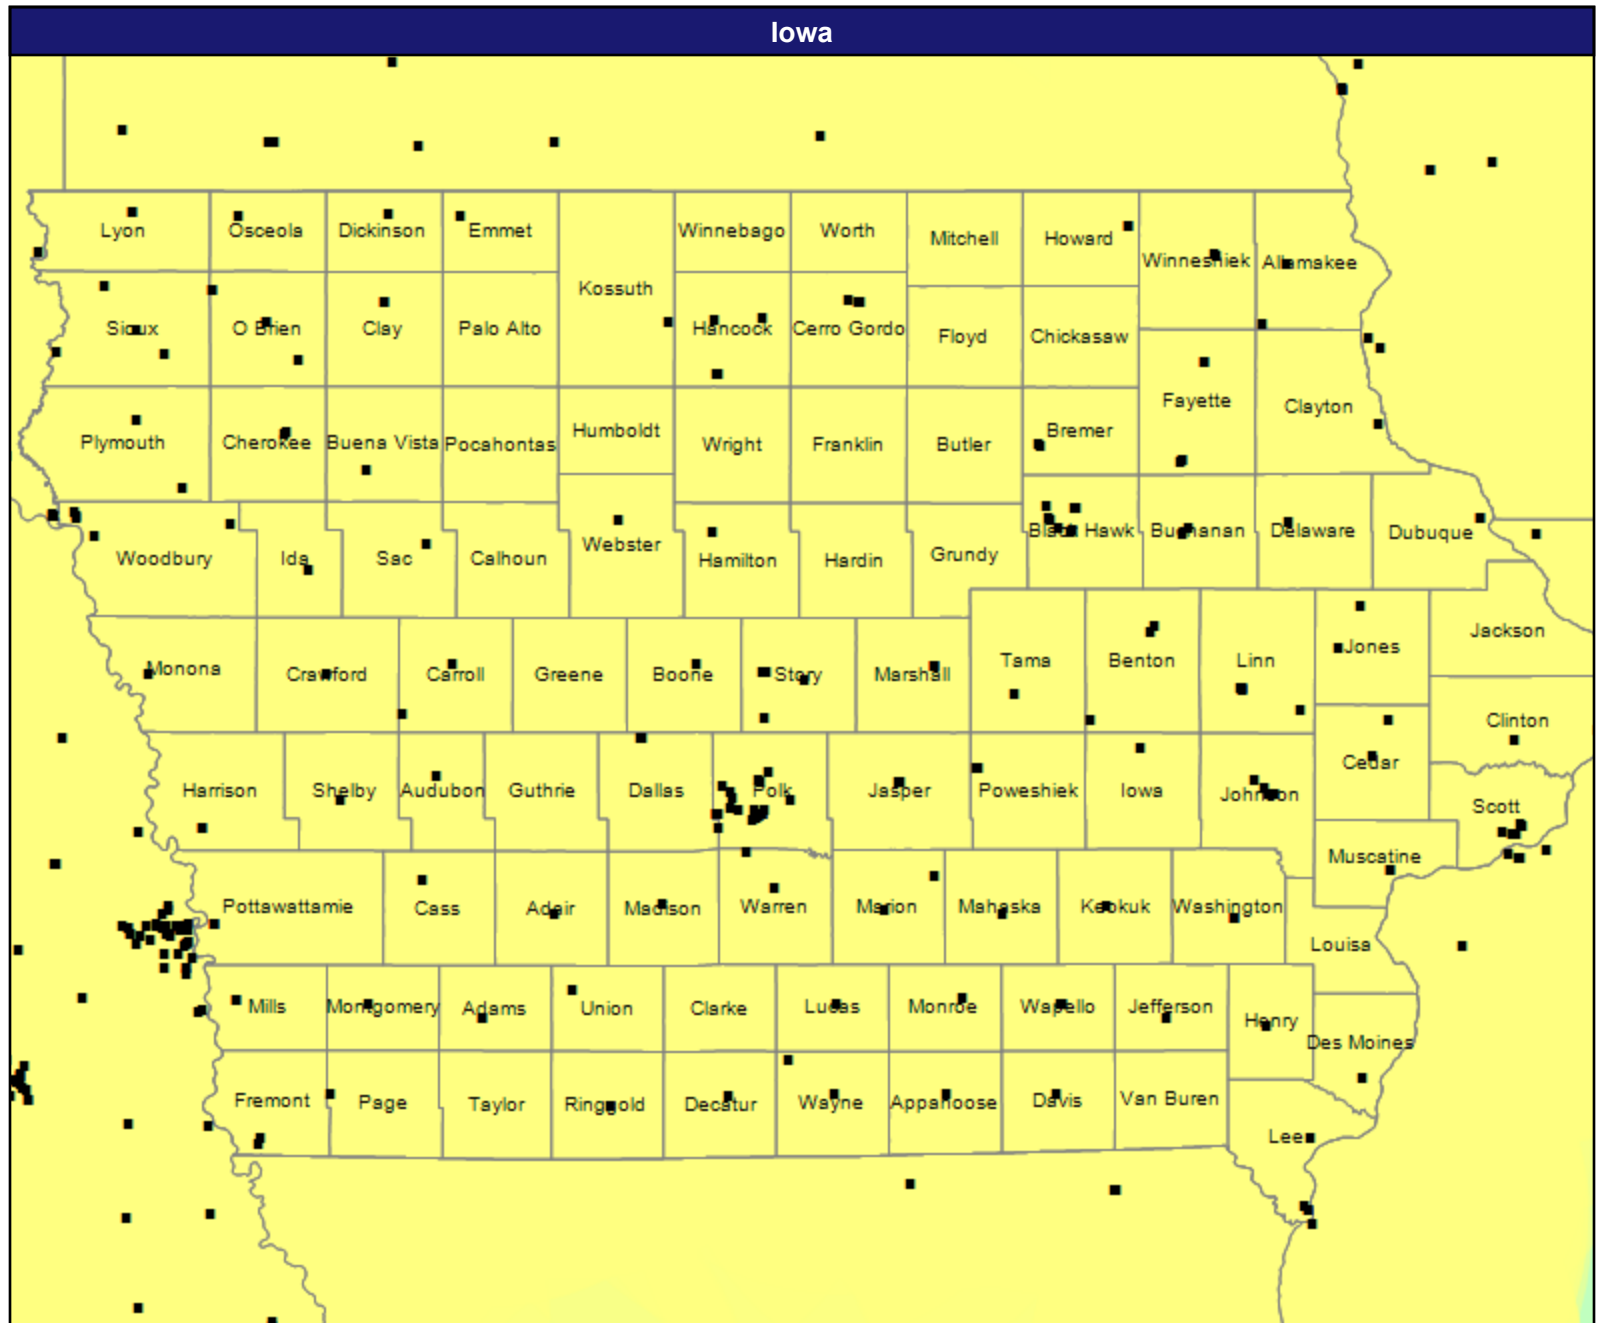 Iowa
Lyon
Osceola
Dickinson
Emmet
Kossuth
Winnebago
Worth
Mitchell
Howard
Winneshiek
Allamakee
Sioux
O Brien
Clay
Palo Alto
Hancock
Cerro Gordo
Floyd
Chickasaw
Fayette
Clayton
Plymouth
Cherokee
Buena Vista
Pocahontas
Humboldt
Wright
Franklin
Butler
Bremer
Woodbury
Ida
Sac
Calhoun
Webster
Hamilton
Hardin
Grundy
Black Hawk
Buchanan
Delaware
Dubuque
Monona
Crawford
Carroll
Greene
Boone
Story
Marshall
Tama
Benton
Linn
Jones
Jackson
Clinton
Harrison
Shelby
Audubon
Guthrie
Dallas
Polk
Jasper
Poweshiek
Iowa
Johnson
Cedar
Scott
Muscatine
Pottawattamie
Cass
Adair
Madison
Warren
Marion
Mahaska
Keokuk
Washington
Louisa
Mills
Montgomery
Adams
Union
Clarke
Lucas
Monroe
Wapello
Jefferson
Henry
Des Moines
Fremont
Page
Taylor
Ringgold
Decatur
Wayne
Appanoose
Davis
Van Buren
Lee